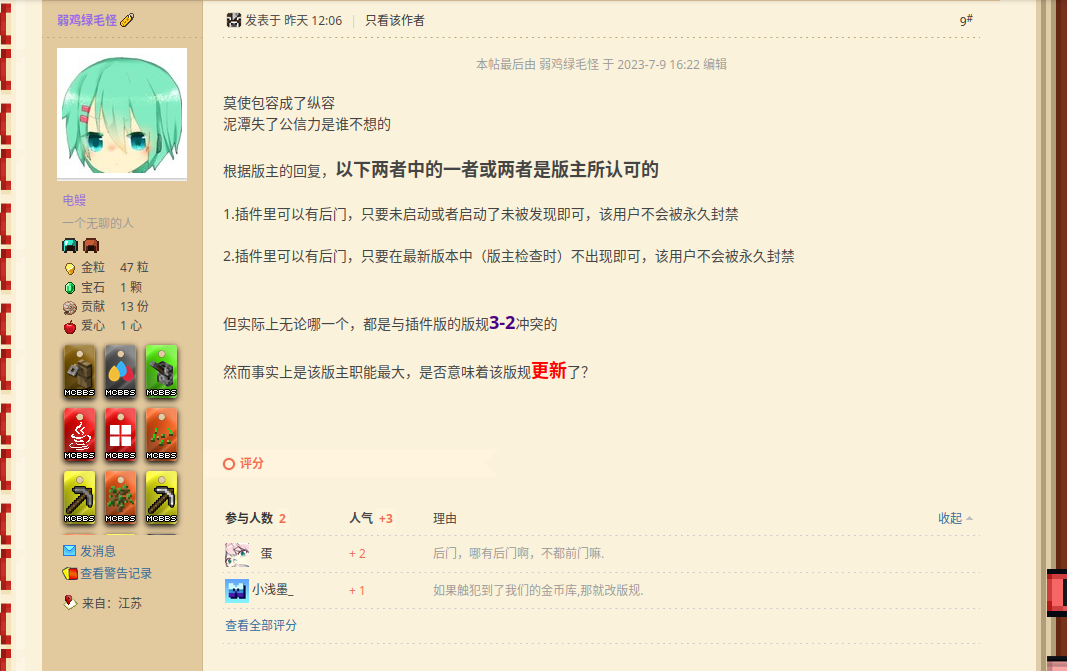 弱鸡绿毛怪
电鳗
一个无聊的人
金粒 47 粒
宝石 1 颗
贡献 13 份
爱心 1 心
MCBBS MCBBS MCBBS
MCBBS MCBBS MCBBS
MCBBS MCBBS MCBBS
发消息
查看警告记录
来自：江苏
发表于 昨天 12:06 | 只看该作者
9#
本帖最后由 弱鸡绿毛怪 于 2023-7-9 16:22 编辑
莫使包容成了纵容
泥潭失了公信力是谁不想的
根据版主的回复，以下两者中的一者或两者是版主所认可的
1.插件里可以有后门，只要未启动或者启动了未被发现即可，该用户不会被永久封禁
2.插件里可以有后门，只要在最新版本中（版主检查时）不出现即可，该用户不会被永久封禁
但实际上无论哪一个，都是与插件版的版规3-2冲突的
然而事实上是该版主职能最大，是否意味着该版规更新了？
评分
参与人数 2 人气 +3 理由 收起
蛋 + 2 后门，哪有后门啊，不都前门嘛.
小浅墨_ + 1 如果触犯到了我们的金币库,那就改版规.
查看全部评分